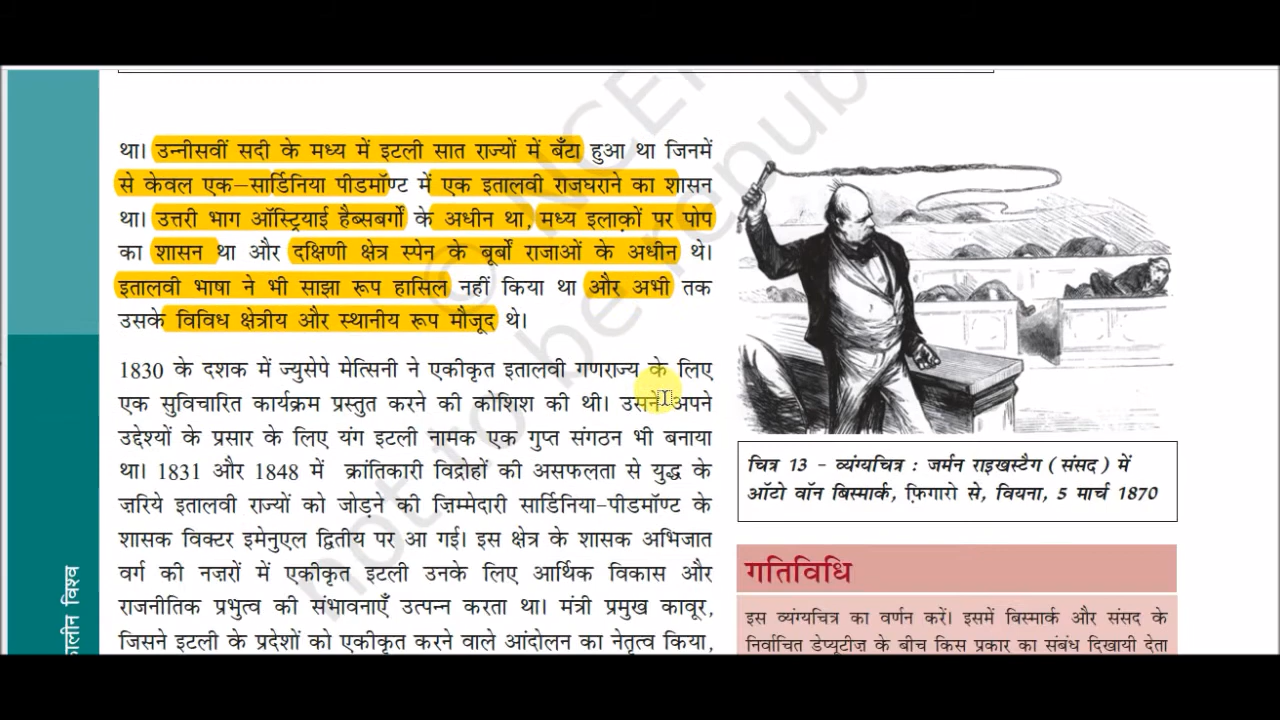 था। उन्नीसवीं सदी के मध्य में इटली सात राज्यों में बँटा हुआ था जिनमें
से केवल एक–सार्डिनिया पीडमॉण्ट में एक इतालवी राजघराने का शासन
था। उत्तरी भाग ऑस्ट्रियाई हैब्सबर्गों के अधीन था, मध्य इलाक़ों पर पोप
का शासन था और दक्षिणी क्षेत्र स्पेन के बूर्बों राजाओं के अधीन थे।
इतालवी भाषा ने भी साझा रूप हासिल नहीं किया था और अभी तक
उसके विविध क्षेत्रीय और स्थानीय रूप मौजूद थे।
1830 के दशक में ज्युसेपे मेत्सिनी ने एकीकृत इतालवी गणराज्य के लिए
एक सुविचारित कार्यक्रम प्रस्तुत करने की कोशिश की थी। उसने अपने
उद्देश्यों के प्रसार के लिए यंग इटली नामक एक गुप्त संगठन भी बनाया
था। 1831 और 1848 में क्रांतिकारी विद्रोहों की असफलता से युद्ध के
ज़रिये इतालवी राज्यों को जोड़ने की ज़िम्मेदारी सार्डिनिया-पीडमॉण्ट के
शासक विक्टर इमेनुएल द्वितीय पर आ गई। इस क्षेत्र के शासक अभिजात
वर्ग की नज़रों में एकीकृत इटली उनके लिए आर्थिक विकास और
राजनीतिक प्रभुत्व की संभावनाएँ उत्पन्न करता था। मंत्री प्रमुख कावूर,
जिसने इटली के प्रदेशों को एकीकृत करने वाले आंदोलन का नेतृत्व किया,
चित्र 13 – व्यंग्यचित्र : जर्मन राइखस्टैग (संसद) में
ऑटो वॉन बिस्मार्क, फ़िगारो से, वियना, 5 मार्च 1870
गतिविधि
इस व्यंग्यचित्र का वर्णन करें। इसमें बिस्मार्क और संसद के
निर्वाचित डेप्यूटीज़ के बीच किस प्रकार का संबंध दिखायी देता
कालीन विश्व
© NCE
not to be repub